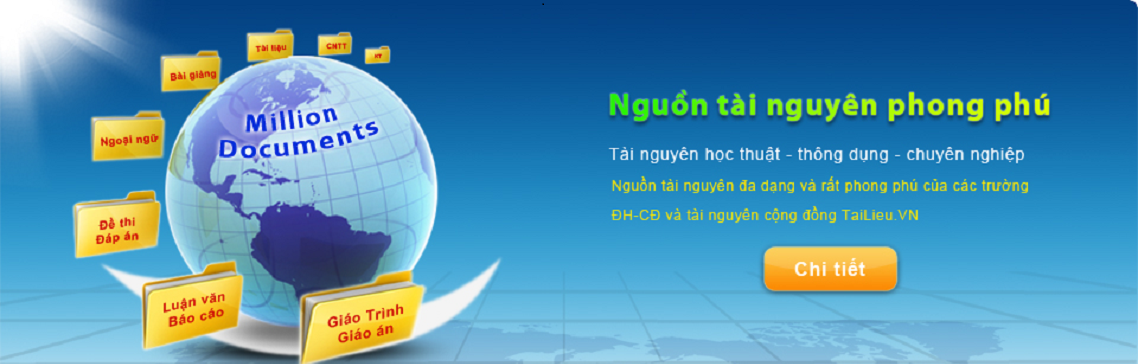 Tài liệu
CNTT
Bài giảng
Million
Documents
Ngoại ngữ
Đề thi
Đáp án
Luận văn
Báo cáo
Giáo Trình
Giáo án
Nguồn tài nguyên phong phú
Tài nguyên học thuật - thông dụng - chuyên nghiệp
Nguồn tài nguyên đa dạng và rất phong phú của các trường
ĐH-CĐ và tài nguyên cộng đồng TaiLieu.VN
Chi tiết